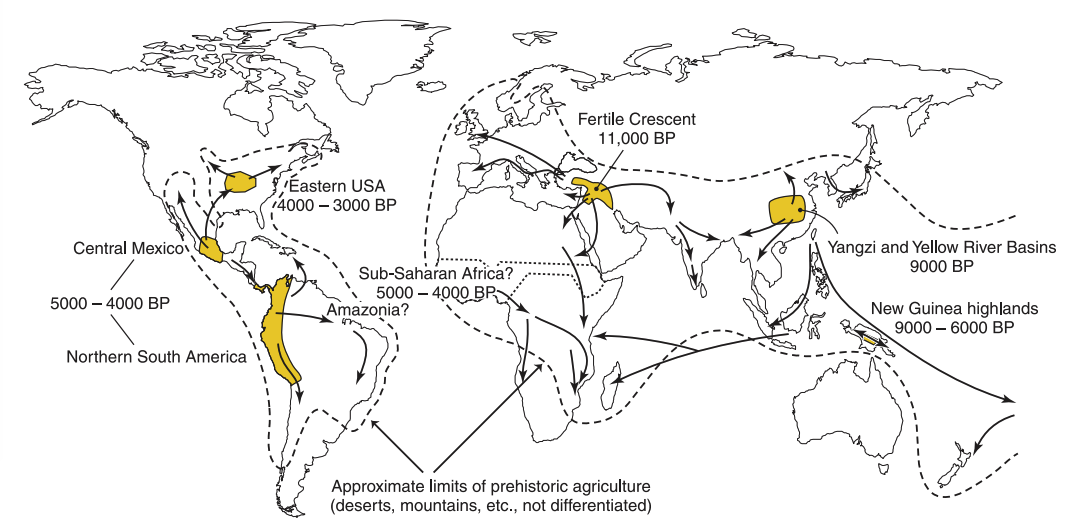 Fertile Crescent
11,000 BP
Eastern USA
4000 – 3000 BP
Central Mexico
5000 – 4000 BP
Northern South America
Sub-Saharan Africa?
5000 – 4000 BP
Amazonia?
Yangzi and Yellow River Basins
9000 BP
New Guinea highlands
9000 – 6000 BP
Approximate limits of prehistoric agriculture
(deserts, mountains, etc., not differentiated)